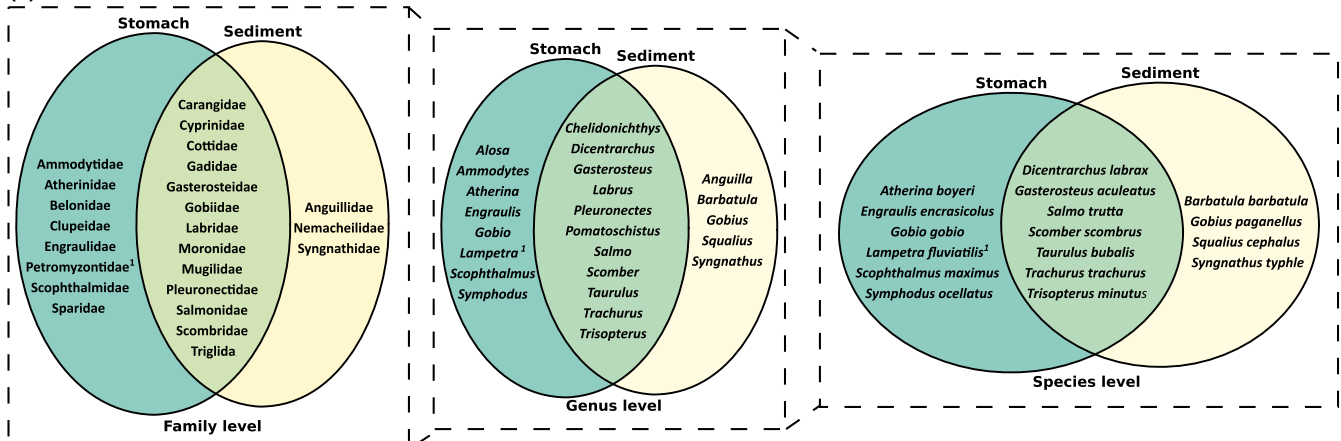 Stomach
Sediment
Ammodytidae
Atherinidae
Belonidae
Clupeidae
Engraulidae
Petromyzontidae¹
Scophthalmidae
Sparidae
Carangidae
Cyprinidae
Cottidae
Gadidae
Gasterosteidae
Gobiidae
Labridae
Moronidae
Mugilidae
Pleuronectidae
Salmonidae
Scombridae
Triglida
Anguillidae
Nemacheilidae
Syngnathidae
Family level
Stomach
Sediment
Alosa
Ammodytes
Atherina
Engraulis
Gobio
Lampetra ¹
Scophthalmus
Symphodus
Chelidonichthys
Dicentrarchus
Gasterosteus
Labrus
Pleuronectes
Pomatoschistus
Salmo
Scomber
Taurulus
Trachurus
Trisopterus
Anguilla
Barbatula
Gobius
Squalius
Syngnathus
Genus level
Stomach
Sediment
Atherina boyeri
Engraulis encrasicolus
Gobio gobio
Lampetra fluviatilis¹
Scophthalmus maximus
Symphodus ocellatus
Dicentrarchus labrax
Gasterosteus aculeatus
Salmo trutta
Scomber scombrus
Taurulus bubalis
Trachurus trachurus
Trisopterus minutus
Barbatula barbatula
Gobius paganellus
Squalius cephalus
Syngnathus typhle
Species level